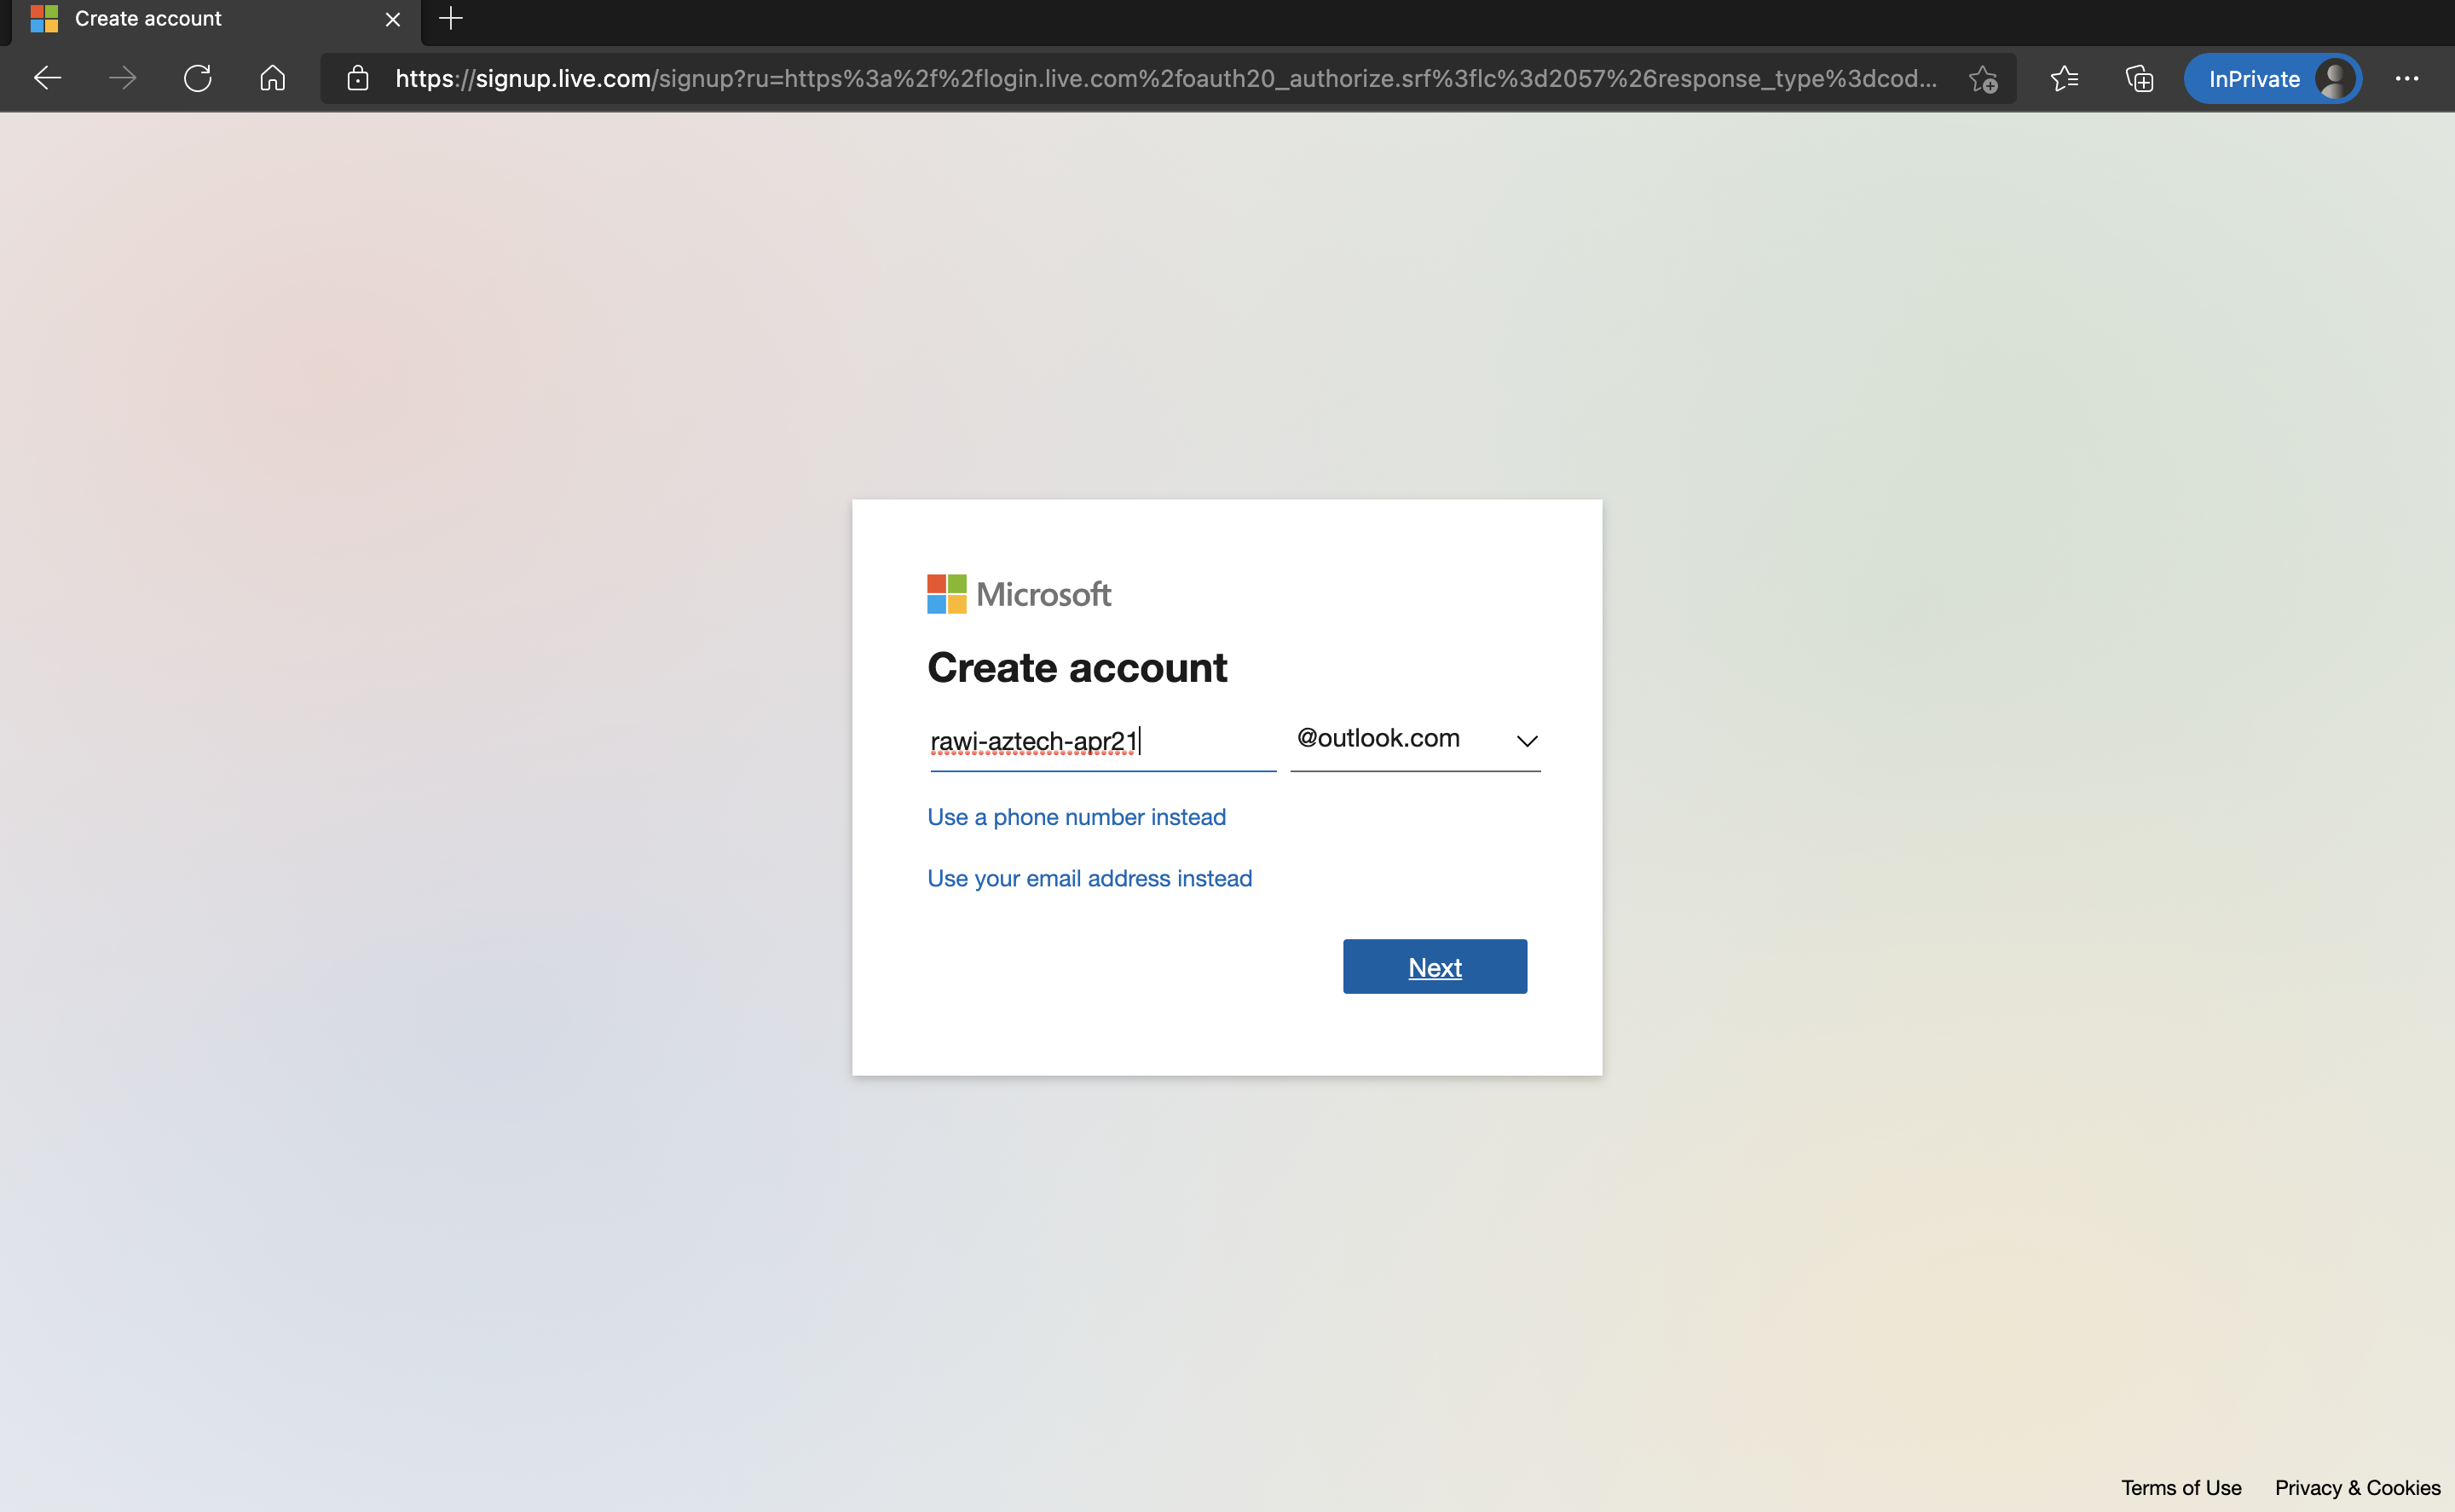 Create account
https://signup.live.com/signup?ru=https%3a%2f%2flogin.live.com%2foauth20_authorize.srf%3flc%3d2057%26response_type%3dcod...
InPrivate
Microsoft
Create account
rawi-aztech-apr21
@outlook.com
Use a phone number instead
Use your email address instead
Next
Terms of Use
Privacy & Cookies